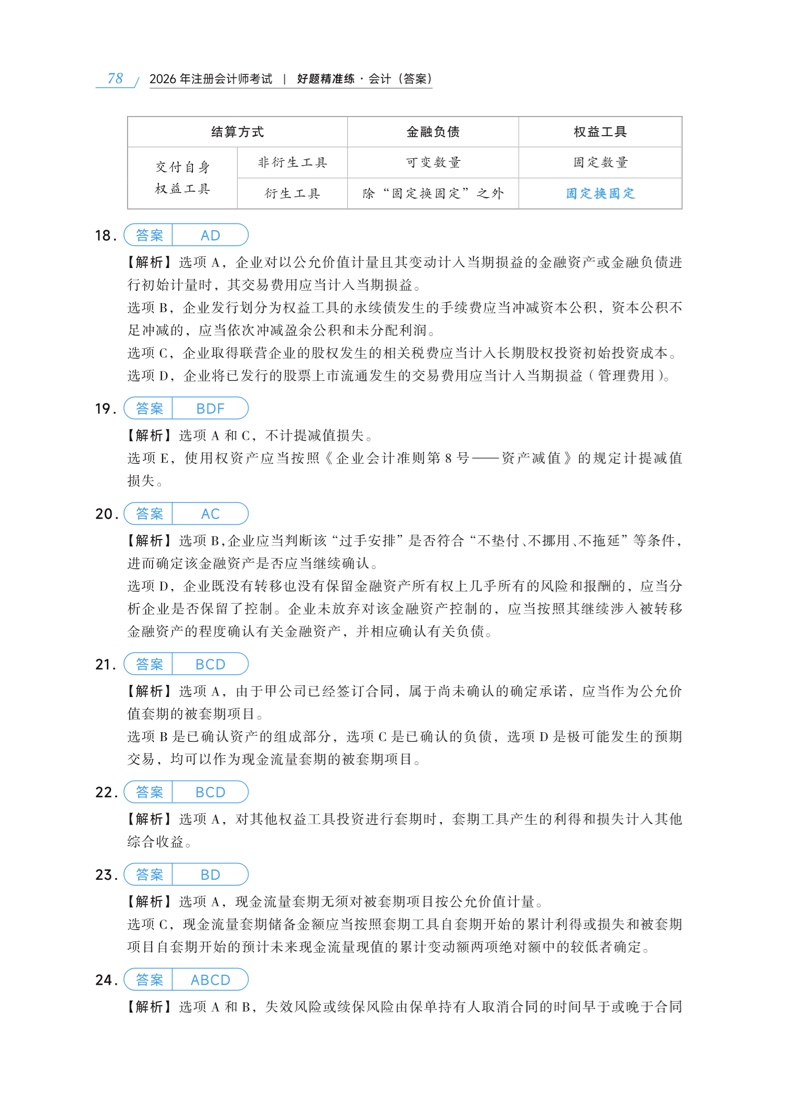 78 2026 年注册会计师考试 | 好题精准练·会计（答案）
结算方式 金融负债 权益工具
交付自身权益工具 非衍生工具 可变数量 固定数量
衍生工具 除“固定换固定”之外 固定换固定
18. 答案 AD
【解析】选项 A，企业对以公允价值计量且其变动计入当期损益的金融资产或金融负债进
行初始计量时，其交易费用应当计入当期损益。
选项 B，企业发行划分为权益工具的永续债发生的手续费应当冲减资本公积，资本公积不
足冲减的，应当依次冲减盈余公积和未分配利润。
选项 C，企业取得联营企业的股权发生的相关税费应当计入长期股权投资初始投资成本。
选项 D，企业将已发行的股票上市流通发生的交易费用应当计入当期损益（管理费用）。
19. 答案 BDF
【解析】选项 A 和 C，不计提减值损失。
选项 E，使用权资产应当按照《企业会计准则第 8 号——资产减值》的规定计提减值
损失。
20. 答案 AC
【解析】选项 B，企业应当判断该“过手安排”是否符合“不垫付、不挪用、不拖延”等条件，
进而确定该金融资产是否应当继续确认。
选项 D，企业既没有转移也没有保留金融资产所有权上几乎所有的风险和报酬的，应当分
析企业是否保留了控制。企业未放弃对该金融资产控制的，应当按照其继续涉入被转移
金融资产的程度确认有关金融资产，并相应确认有关负债。
21. 答案 BCD
【解析】选项 A，由于甲公司已经签订合同，属于尚未确认的确定承诺，应当作为公允价
值套期的被套期项目。
选项 B 是已确认资产的组成部分，选项 C 是已确认的负债，选项 D 是极可能发生的预期
交易，均可以作为现金流量套期的被套期项目。
22. 答案 BCD
【解析】选项 A，对其他权益工具投资进行套期时，套期工具产生的利得和损失计入其他
综合收益。
23. 答案 BD
【解析】选项 A，现金流量套期无须对被套期项目按公允价值计量。
选项 C，现金流量套期储备金额应当按照套期工具自套期开始的累计利得或损失和被套期
项目自套期开始的预计未来现金流量现值的累计变动额两项绝对额中的较低者确定。
24. 答案 ABCD
【解析】选项 A 和 B，失效风险或续保风险由保单持有人取消合同的时间早于或晚于合同